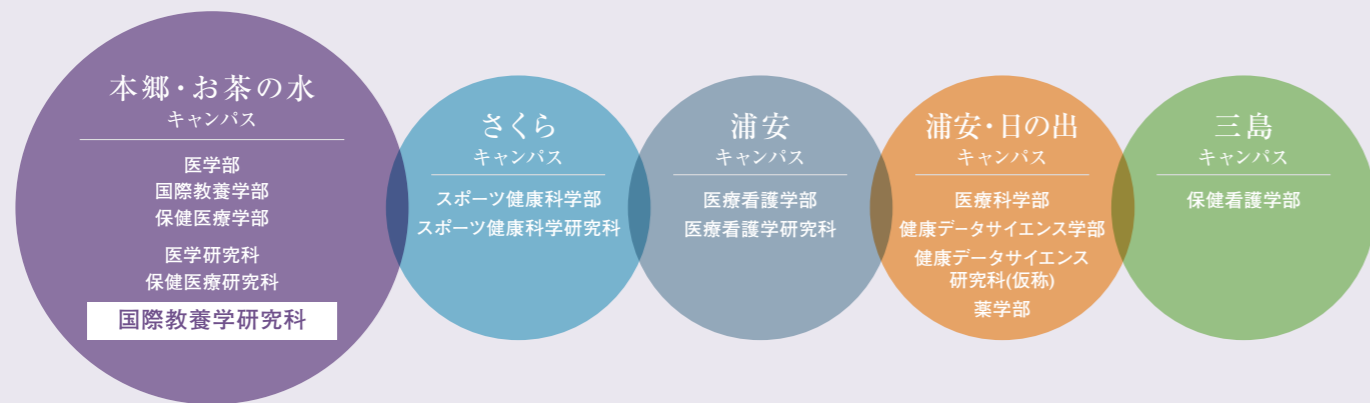 本郷・お茶の水
キャンパス
医学部
国際教養学部
保健医療学部
医学研究科
保健医療研究科
国際教養学研究科
さくら
キャンパス
スポーツ健康科学部
スポーツ健康科学研究科
浦安
キャンパス
医療看護学部
医療看護学研究科
浦安・日の出
キャンパス
医療科学部
健康データサイエンス学部
健康データサイエンス
研究科(仮称)
薬学部
三島
キャンパス
保健看護学部